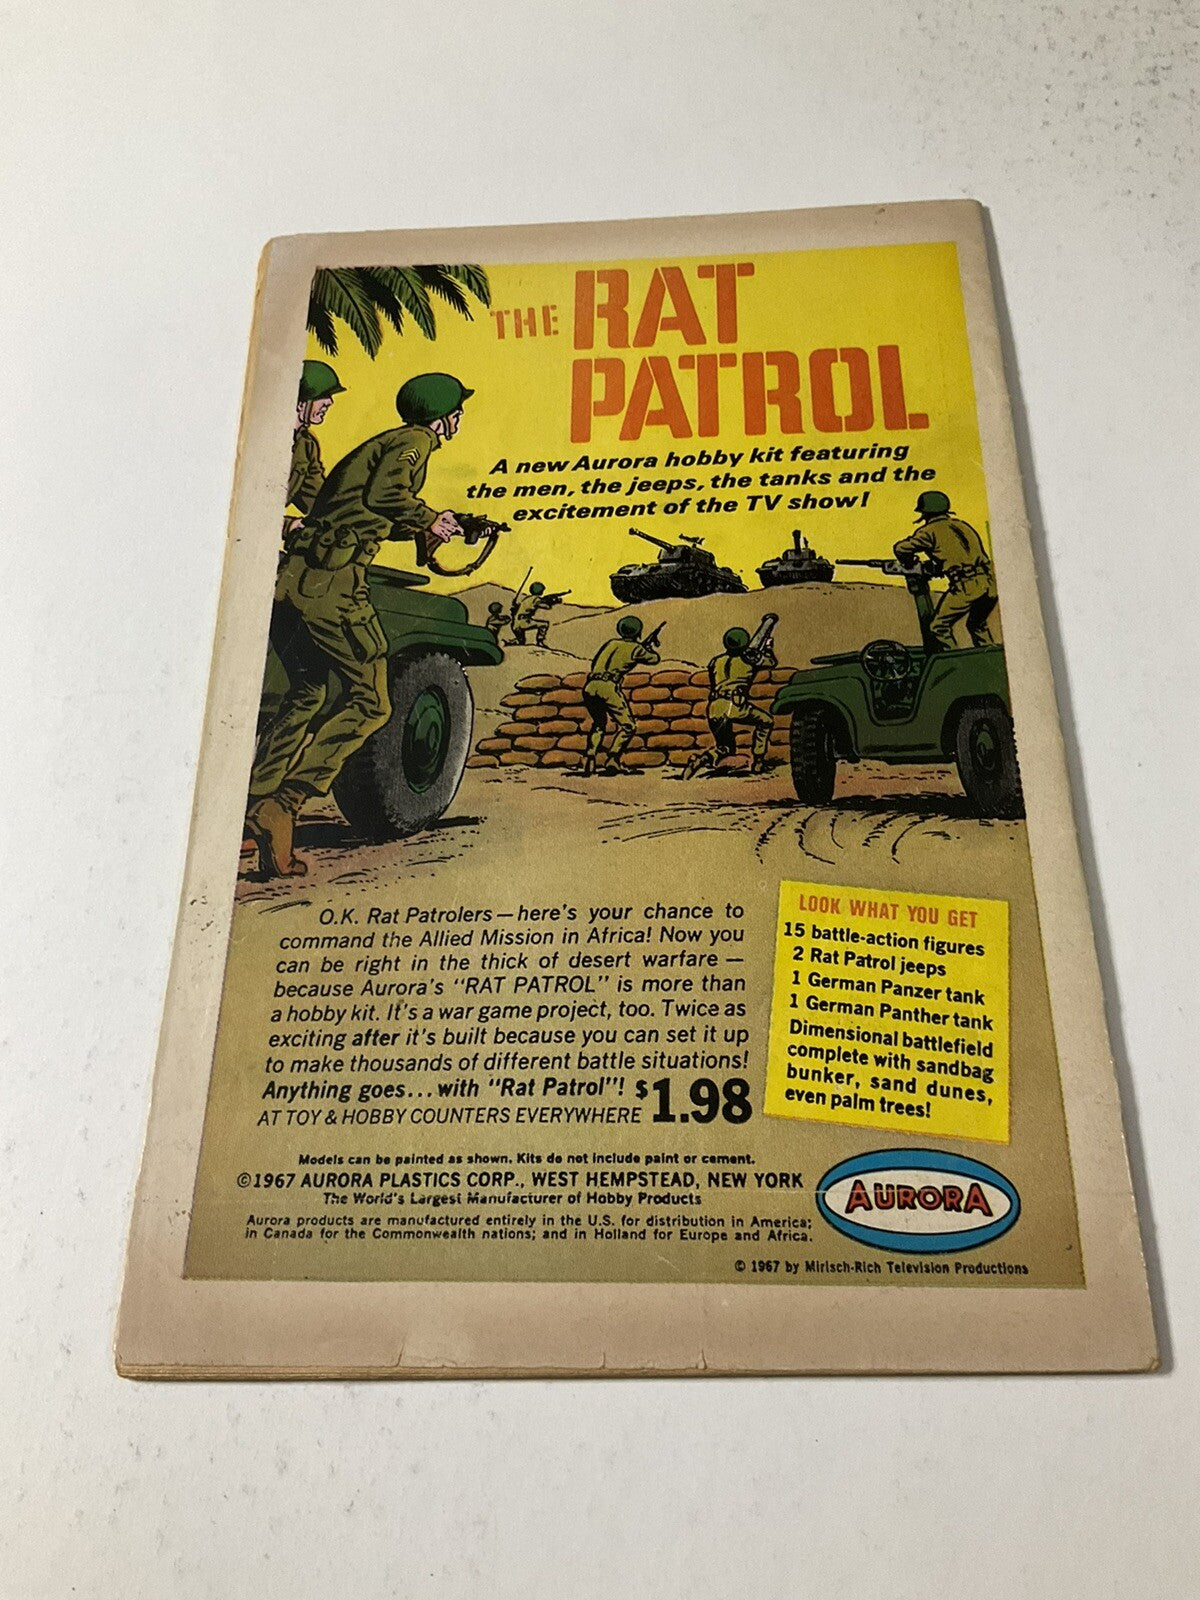 THE RAT
PATROL
A new Aurora hobby kit featuring
the men, the jeeps, the tanks and the
excitement of the TV show!
O.K. Rat Patrolers—here's your chance to
command the Allied Mission in Africa! Now you
can be right in the thick of desert warfare—
because Aurora's "RAT PATROL" is more than
a hobby kit. It's a war game project, too. Twice as
exciting after it's built because you can set it up
to make thousands of different battle situations!
Anything goes...with "Rat Patrol"! $1.98
AT TOY & HOBBY COUNTERS EVERYWHERE
LOOK WHAT YOU GET
15 battle-action figures
2 Rat Patrol jeeps
1 German Panzer tank
1 German Panther tank
Dimensional battlefield
complete with sandbag
bunker, sand dunes,
even palm trees!
Models can be painted as shown. Kits do not include paint or cement.
©1967 AURORA PLASTICS CORP., WEST HEMPSTEAD, NEW YORK
The World's Largest Manufacturer of Hobby Products
Aurora products are manufactured entirely in the U.S. for distribution in America;
in Canada for the Commonwealth nations; and in Holland for Europe and Africa.
AURORA
© 1967 by Mirisch-Rich Television Productions